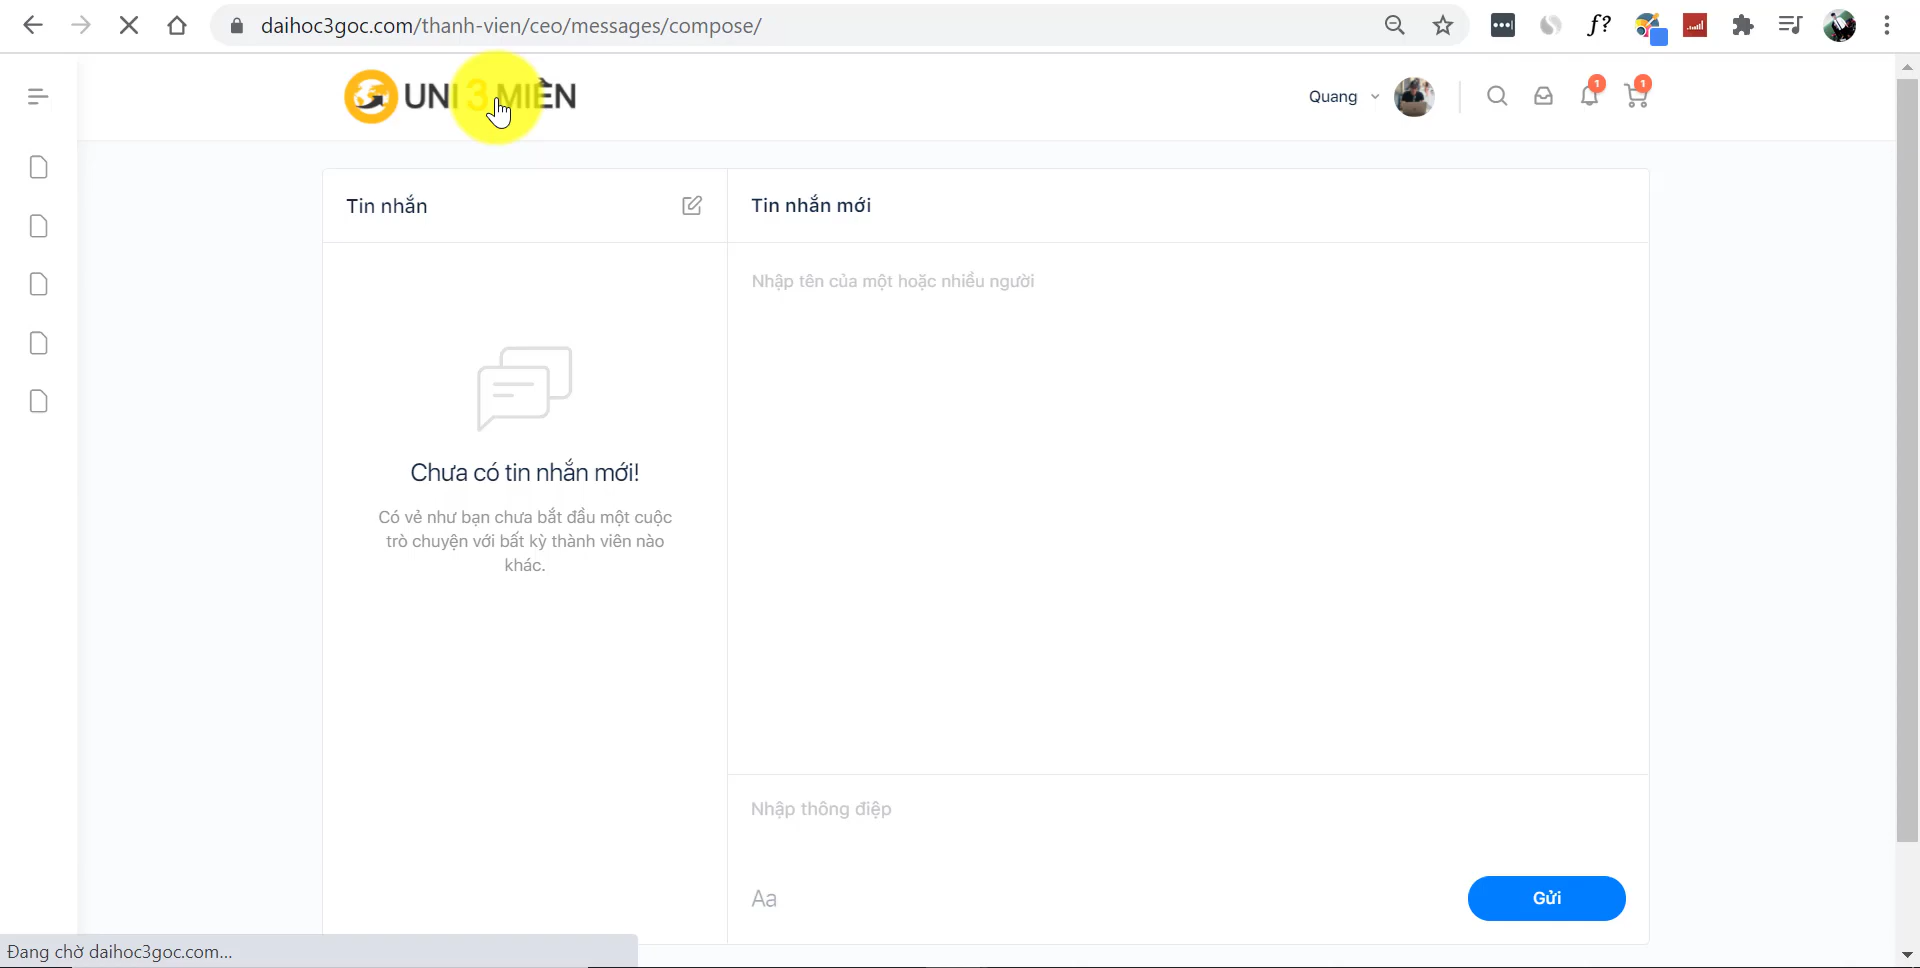 daihoc3goc.com/thanh-vien/ceo/messages/compose/
f?
UNI 3 MIỀN
Quang
1
1
Tin nhắn
Tin nhắn mới
Nhập tên của một hoặc nhiều người
Chưa có tin nhắn mới!
Có vẻ như bạn chưa bắt đầu một cuộc
trò chuyện với bất kỳ thành viên nào
khác.
Nhập thông điệp
Aa
Gửi
Đang chờ daihoc3goc.com...